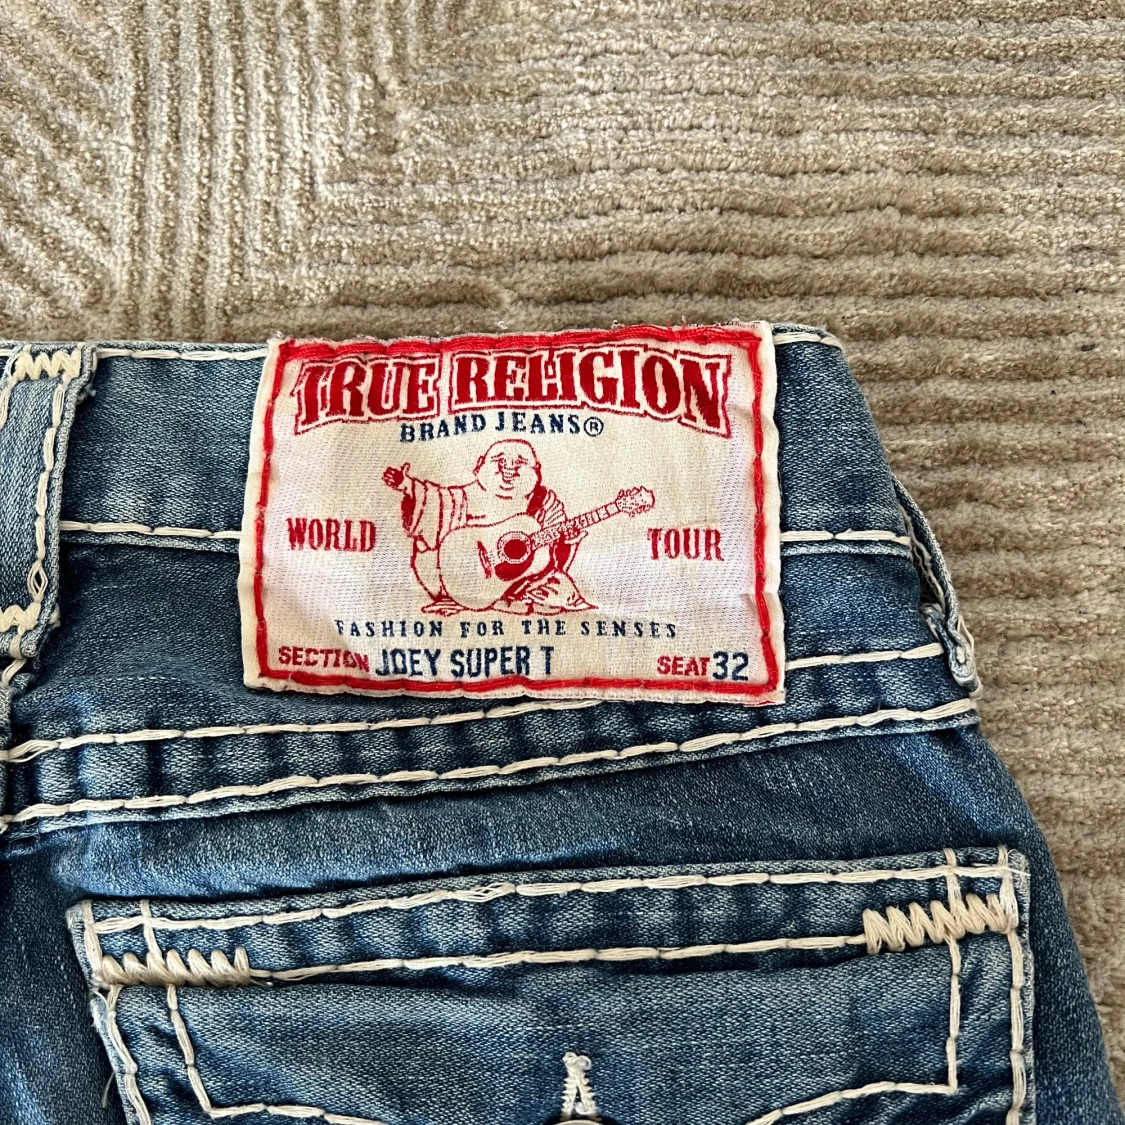 TRUE RELIGION
BRAND JEANS®
WORLD TOUR
FASHION FOR THE SENSES
SECTION JOEY SUPER T SEAT 32